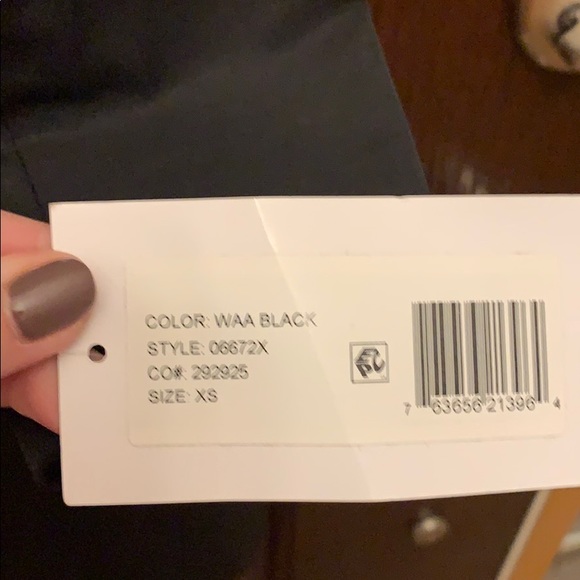 COLOR: WAA BLACK
STYLE: 06672X
CO#: 292925
SIZE: XS
7 63656 21396 4